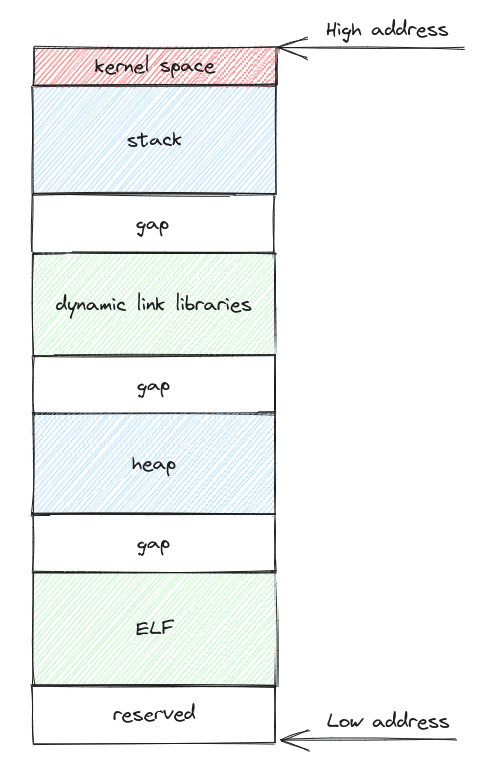 High address
kernel space
stack
gap
dynamic link libraries
gap
heap
gap
ELF
reserved
Low address